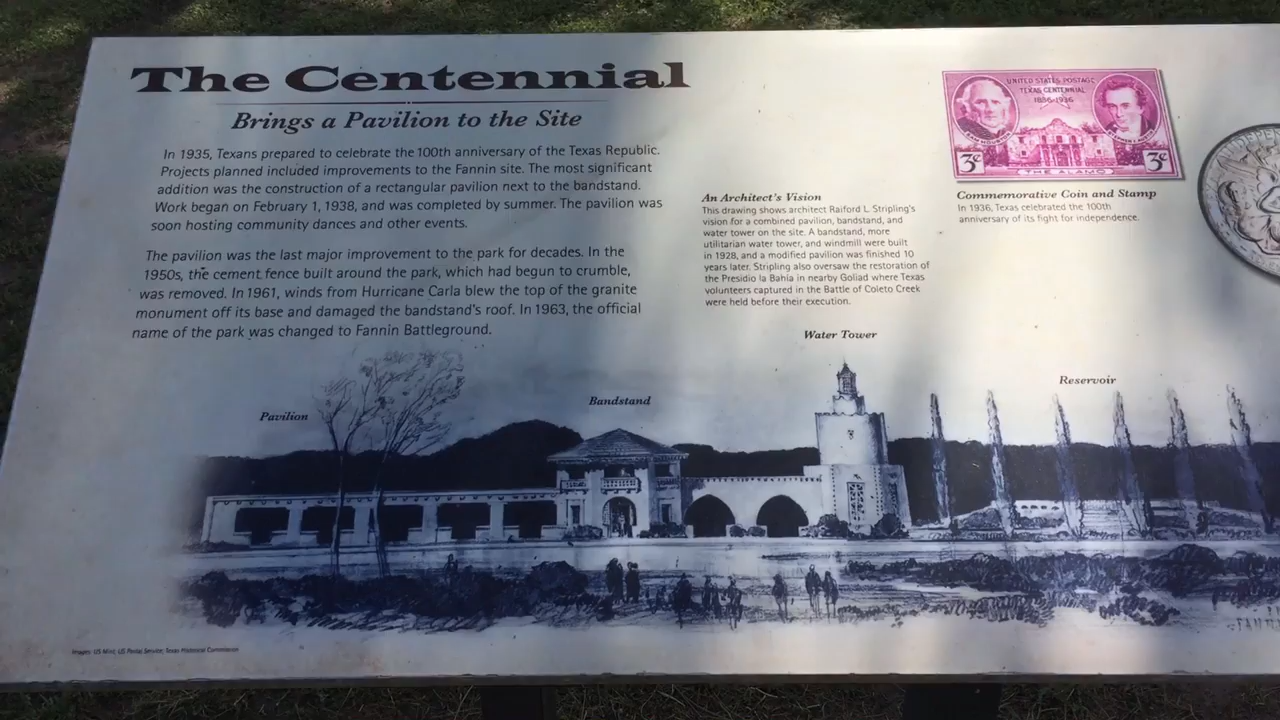 The Centennial
Brings a Pavilion to the Site
In 1935, Texans prepared to celebrate the 100th anniversary of the Texas Republic.
Projects planned included improvements to the Fannin site. The most significant
addition was the construction of a rectangular pavilion next to the bandstand.
Work began on February 1, 1938, and was completed by summer. The pavilion was
soon hosting community dances and other events.
The pavilion was the last major improvement to the park for decades. In the
1950s, the cement fence built around the park, which had begun to crumble,
was removed. In 1961, winds from Hurricane Carla blew the top of the granite
monument off its base and damaged the bandstand's roof. In 1963, the official
name of the park was changed to Fannin Battleground.
An Architect's Vision
This drawing shows architect Raiford L. Stripling's
vision for a combined pavilion, bandstand, and
water tower on the site. A bandstand, more
utilitarian water tower, and windmill were built
in 1928, and a modified pavilion was finished 10
years later. Stripling also oversaw the restoration of
the Presidio la Bahia in nearby Goliad where Texas
volunteers captured in the Battle of Coleto Creek
were held before their execution.
UNITED STATES POSTAGE
TEXAS CENTENNIAL
1836-1936
3c
3c
THE ALAMO
Commemorative Coin and Stamp
In 1936, Texas celebrated the 100th
anniversary of its fight for independence.
Water Tower
Reservoir
Bandstand
Pavilion
Images: US Mint; US Postal Service; Texas Historical Commission